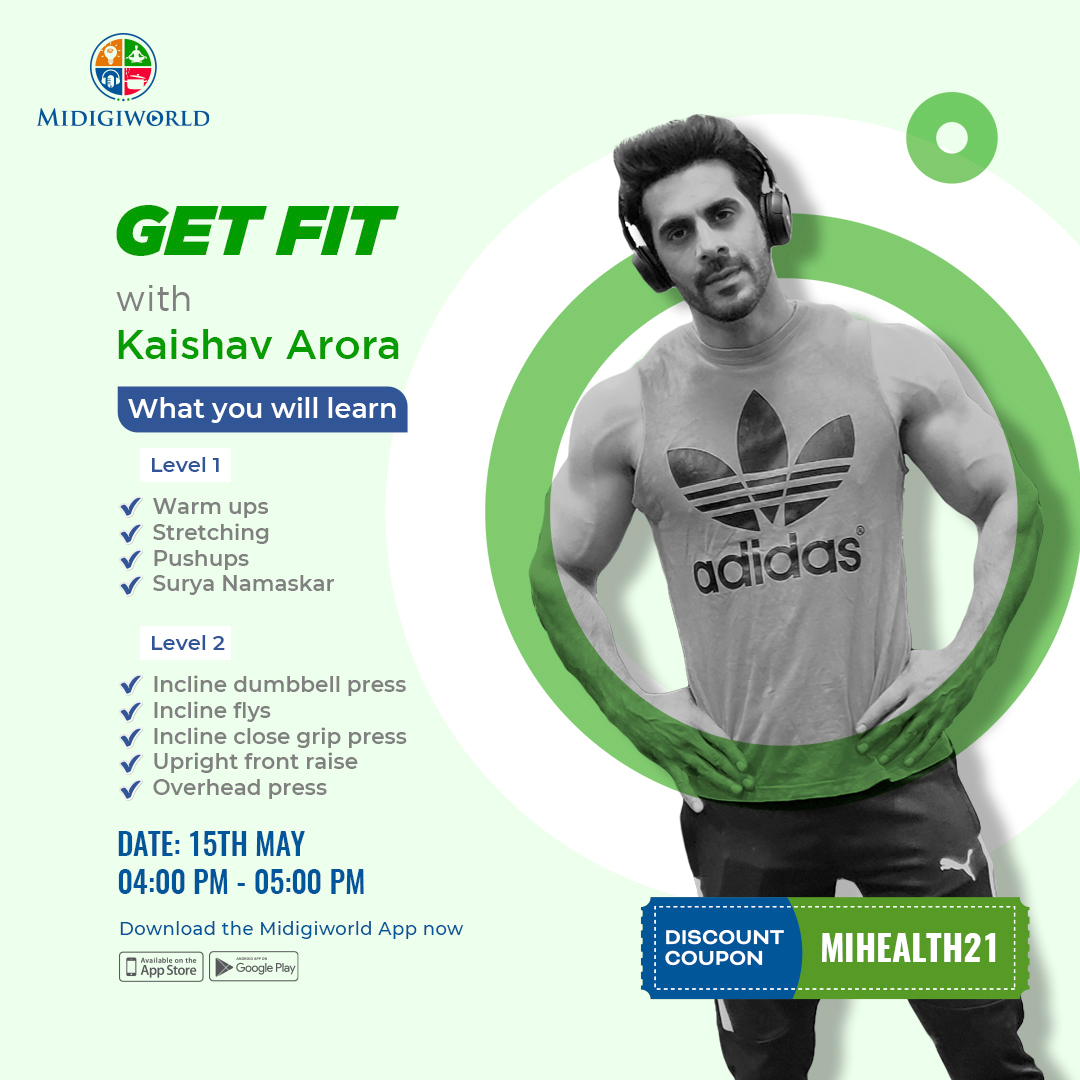 MIDIGIWORLD
GET FIT
with
Kaishav Arora
What you will learn
Level 1
Warm ups
Stretching
Pushups
Surya Namaskar
Level 2
Incline dumbbell press
Incline flys
Incline close grip press
Upright front raise
Overhead press
DATE: 15TH MAY
04:00 PM - 05:00 PM
Download the Midigiworld App now
Available on the
App Store
ANDROID APP ON
Google Play
adidas®
DISCOUNT
COUPON
MIHEALTH21